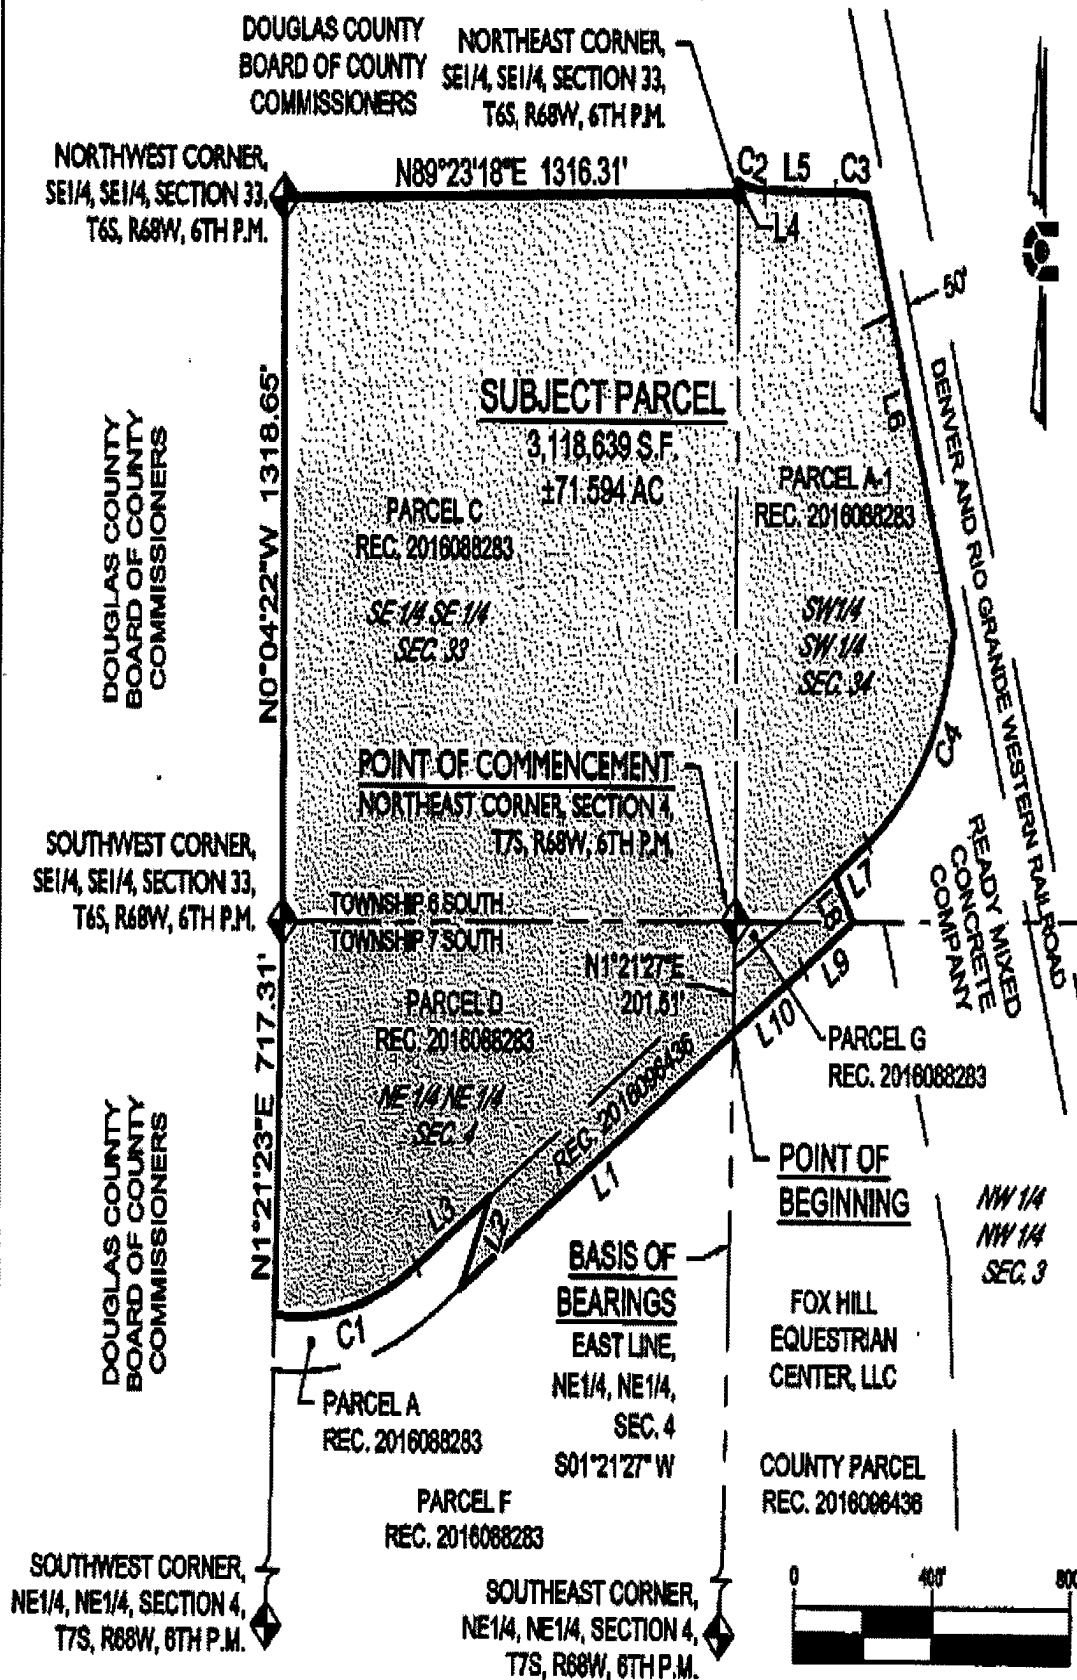 DOUGLAS COUNTY
BOARD OF COUNTY
COMMISSIONERS
NORTHEAST CORNER,
SE1/4, SE1/4, SECTION 33,
T6S, R68W, 6TH P.M.
NORTHWEST CORNER,
SE1/4, SE1/4, SECTION 33,
T6S, R68W, 6TH P.M.
N89°23'18"E 1316.31'
C2
L5
C3
L4
50'
DENVER AND RIO GRANDE WESTERN RAILROAD
L6
SUBJECT PARCEL
3,118,639 S.F.
±71.594 AC
PARCEL C
REC. 2016088283
SE 1/4 SE 1/4
SEC. 33
PARCEL A-1
REC. 2016088283
SW1/4
SW 1/4
SEC. 34
DOUGLAS COUNTY
BOARD OF COUNTY
COMMISSIONERS
N0°04'22"W 1318.65'
C4
POINT OF COMMENCEMENT
NORTHEAST CORNER, SECTION 4,
T7S, R68W, 6TH P.M.
SOUTHWEST CORNER,
SE1/4, SE1/4, SECTION 33,
T6S, R68W, 6TH P.M.
TOWNSHIP 6 SOUTH
TOWNSHIP 7 SOUTH
READY MIXED
CONCRETE
COMPANY
L7
L8
L9
L10
N1°21'27"E
201.51'
PARCEL D
REC. 2016088283
NE 1/4 NE 1/4
SEC. 4
PARCEL G
REC. 2016088283
REC. 2016096436
L1
L2
L3
C1
N1°21'23"E 717.31'
DOUGLAS COUNTY
BOARD OF COUNTY
COMMISSIONERS
POINT OF
BEGINNING
NW 1/4
NW 1/4
SEC. 3
BASIS OF
BEARINGS
EAST LINE,
NE1/4, NE1/4,
SEC. 4
S01°21'27" W
FOX HILL
EQUESTRIAN
CENTER, LLC
PARCEL A
REC. 2016088283
COUNTY PARCEL
REC. 2016096436
PARCEL F
REC. 2016088283
SOUTHWEST CORNER,
NE1/4, NE1/4, SECTION 4,
T7S, R68W, 6TH P.M.
SOUTHEAST CORNER,
NE1/4, NE1/4, SECTION 4,
T7S, R68W, 6TH P.M.
0 400' 800